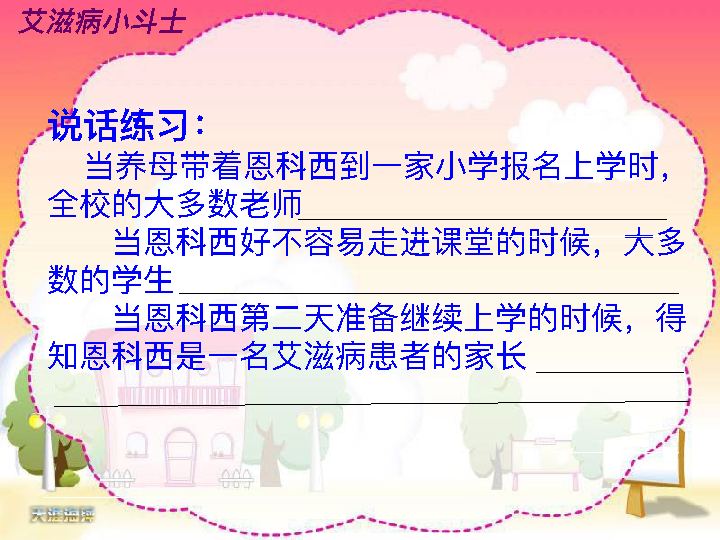 艾滋病小斗士
说话练习：
当养母带着恩科西到一家小学报名上学时，
全校的大多数老师
当恩科西好不容易走进课堂的时候，大多
数的学生
当恩科西第二天准备继续上学的时候，得
知恩科西是一名艾滋病患者的家长